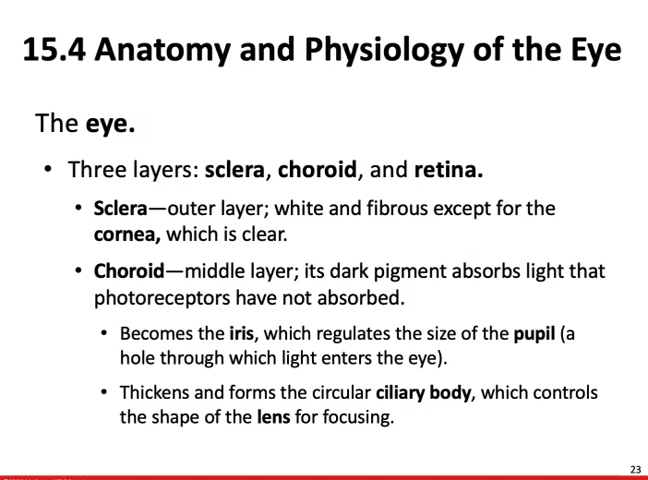 15.4 Anatomy and Physiology of the Eye
The eye.
• Three layers: sclera, choroid, and retina.
• Sclera—outer layer; white and fibrous except for the
cornea, which is clear.
• Choroid—middle layer; its dark pigment absorbs light that
photoreceptors have not absorbed.
• Becomes the iris, which regulates the size of the pupil (a
hole through which light enters the eye).
• Thickens and forms the circular ciliary body, which controls
the shape of the lens for focusing.
23